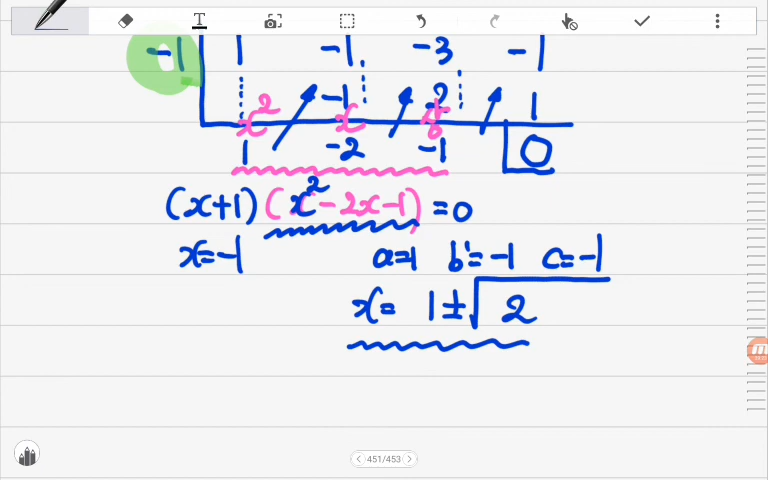 -1 1 -1 -3 -1
-1 2 1
x² x
1 -2 -1 0
(x+1)(x²-2x-1)=0
x=-1 a=1 b'=-1 c=-1
x= 1±√2
451/453